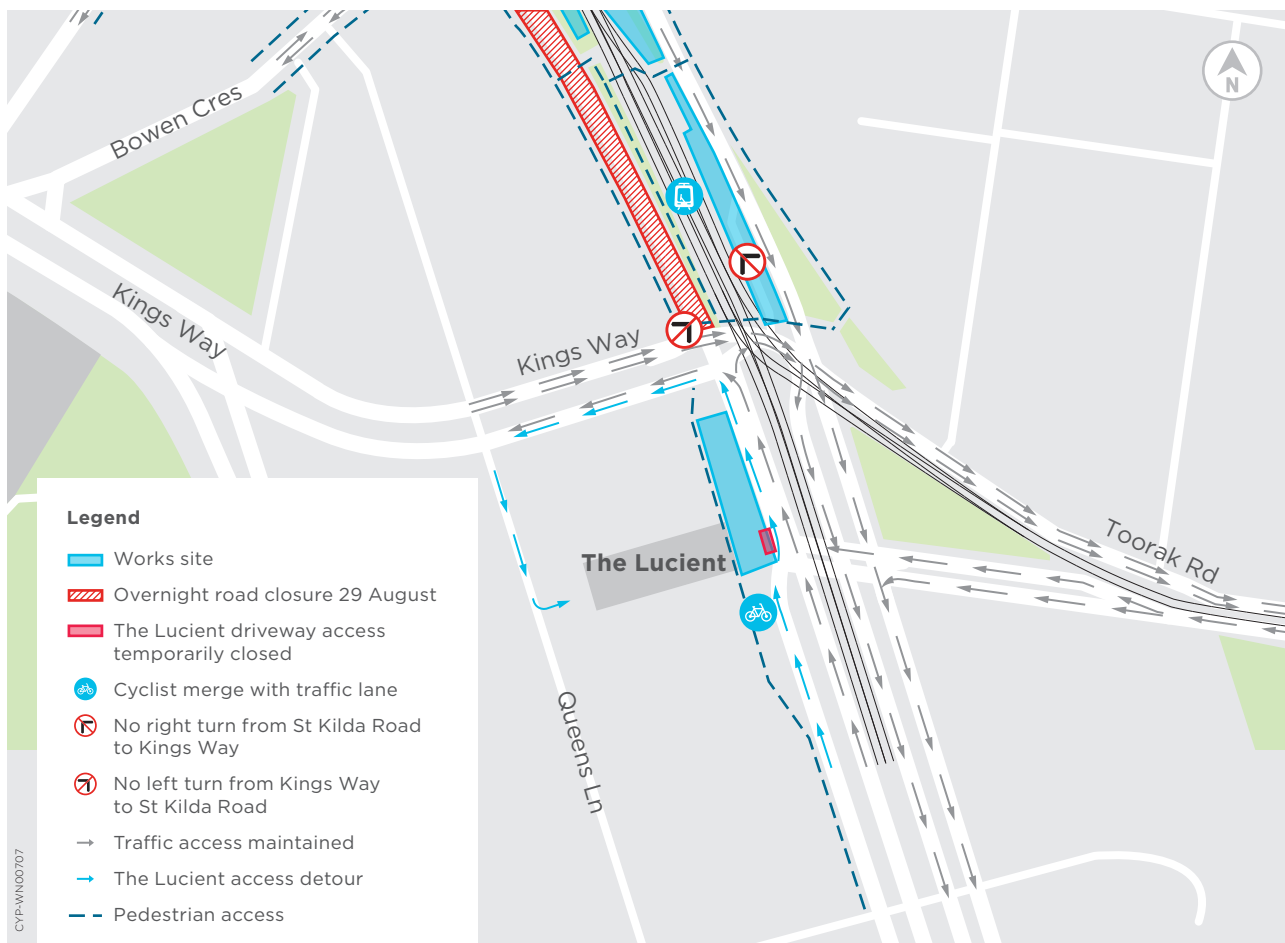 N
Bowen Cres
Kings Way
Kings Way
Toorak Rd
The Lucient
Queens Ln
Legend
Works site
Overnight road closure 29 August
The Lucient driveway access
temporarily closed
Cyclist merge with traffic lane
No right turn from St Kilda Road
to Kings Way
No left turn from Kings Way
to St Kilda Road
Traffic access maintained
The Lucient access detour
Pedestrian access
CYP-WN00707